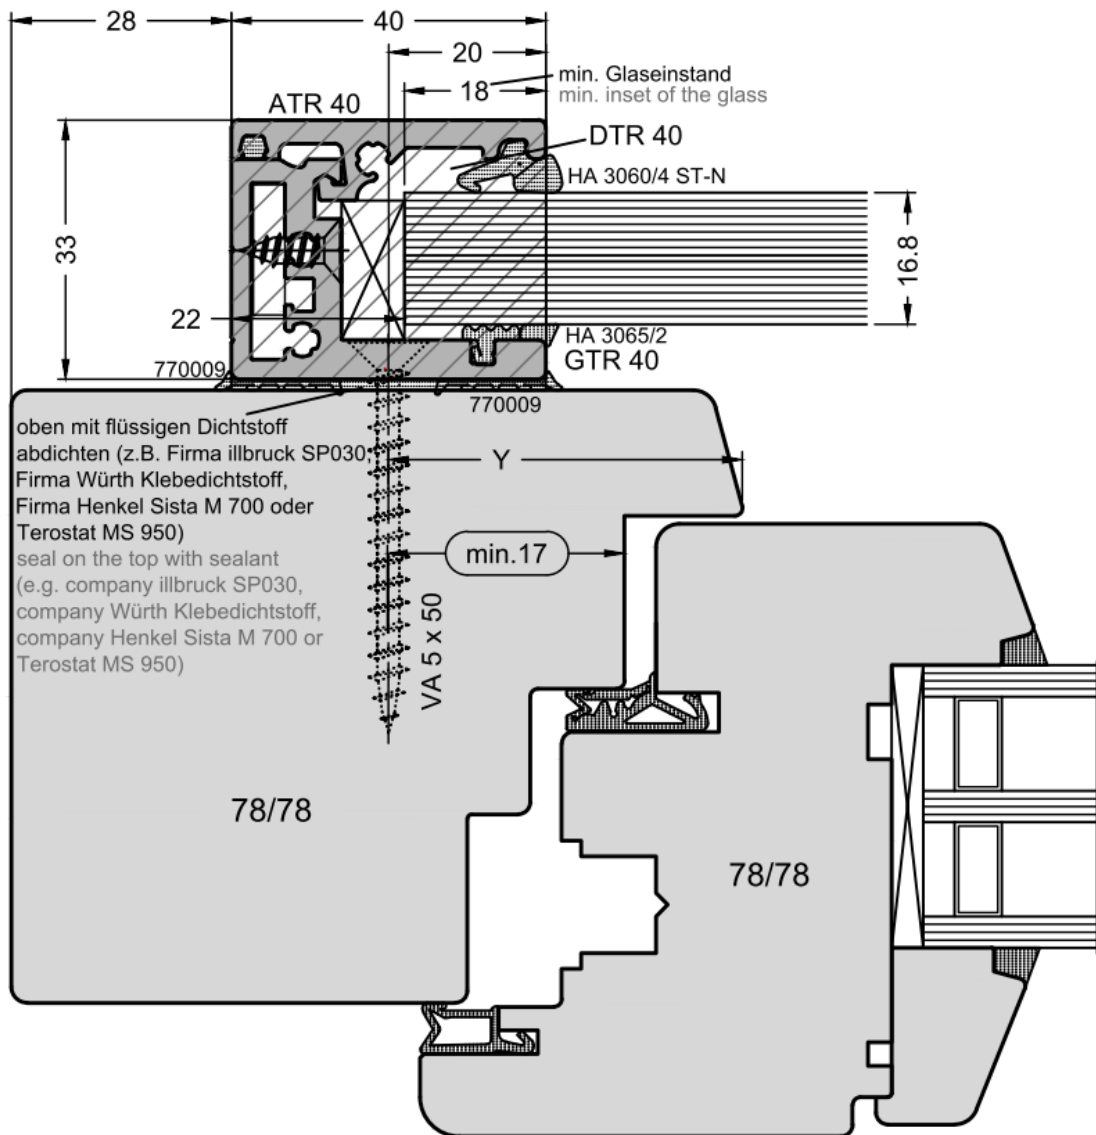 28
40
20
min. Glaseinstand
18
min. inset of the glass
ATR 40
DTR 40
HA 3060/4 ST-N
33
16.8
22
HA 3065/2
GTR 40
770009
770009
oben mit flüssigen Dichtstoff
abdichten (z.B. Firma illbruck SP030,
Firma Würth Klebedichtstoff,
Firma Henkel Sista M 700 oder
Terostat MS 950)
seal on the top with sealant
(e.g. company illbruck SP030,
company Würth Klebedichtstoff,
company Henkel Sista M 700 or
Terostat MS 950)
Y
min.17
VA 5 x 50
78/78
78/78